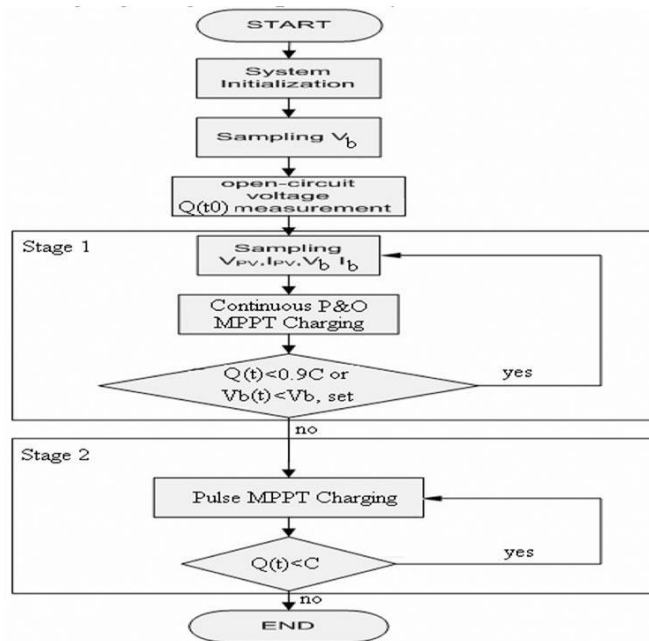 START
System
Initialization
Sampling Vb
open-circuit
voltage
Q(t0) measurement
Stage 1
Sampling
VPV,IPV,Vb Ib
Continuous P&O
MPPT Charging
Q(t)<0.9C or
Vb(t)<Vb, set
yes
no
Stage 2
Pulse MPPT Charging
Q(t)<C
yes
no
END